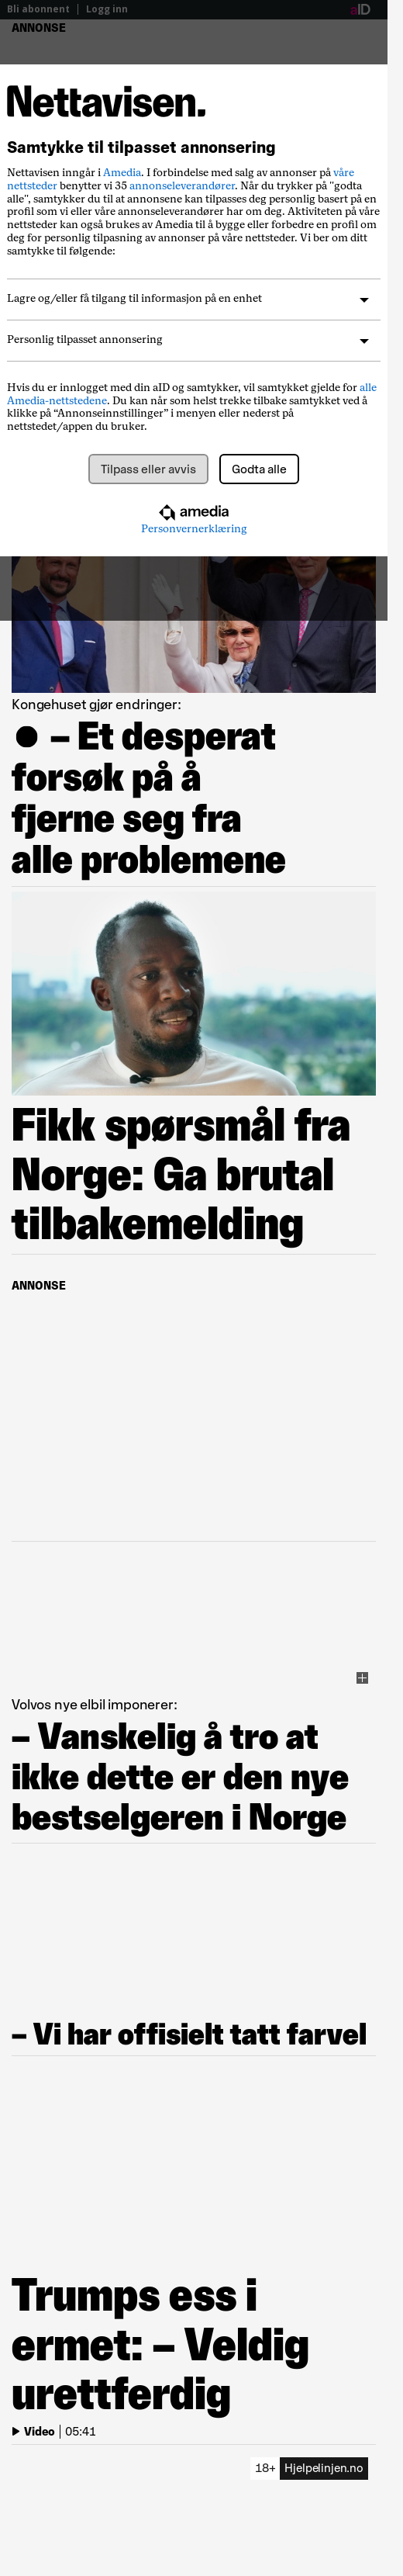 Bli abonnent | Logg inn
aID
ANNONSE
Nettavisen.
Samtykke til tilpasset annonsering
Nettavisen inngår i Amedia. I forbindelse med salg av annonser på våre
nettsteder benytter vi 35 annonseleverandører. Når du trykker på "godta
alle", samtykker du til at annonsene kan tilpasses deg personlig basert på en
profil som vi eller våre annonseleverandører har om deg. Aktiviteten på våre
nettsteder kan også brukes av Amedia til å bygge eller forbedre en profil om
deg for personlig tilpasning av annonser på våre nettsteder. Vi ber om ditt
samtykke til følgende:
Lagre og/eller få tilgang til informasjon på en enhet
Personlig tilpasset annonsering
Hvis du er innlogget med din aID og samtykker, vil samtykket gjelde for alle
Amedia-nettstedene. Du kan når som helst trekke tilbake samtykket ved å
klikke på “Annonseinnstillinger” i menyen eller nederst på
nettstedet/appen du bruker.
Tilpass eller avvis
Godta alle
amedia
Personvernerklæring
Kongehuset gjør endringer:
● – Et desperat
forsøk på å
fjerne seg fra
alle problemene
Fikk spørsmål fra
Norge: Ga brutal
tilbakemelding
ANNONSE
Volvos nye elbil imponerer:
– Vanskelig å tro at
ikke dette er den nye
bestselgeren i Norge
– Vi har offisielt tatt farvel
Trumps ess i
ermet: – Veldig
urettferdig
Video | 05:41
18+ Hjelpelinjen.no